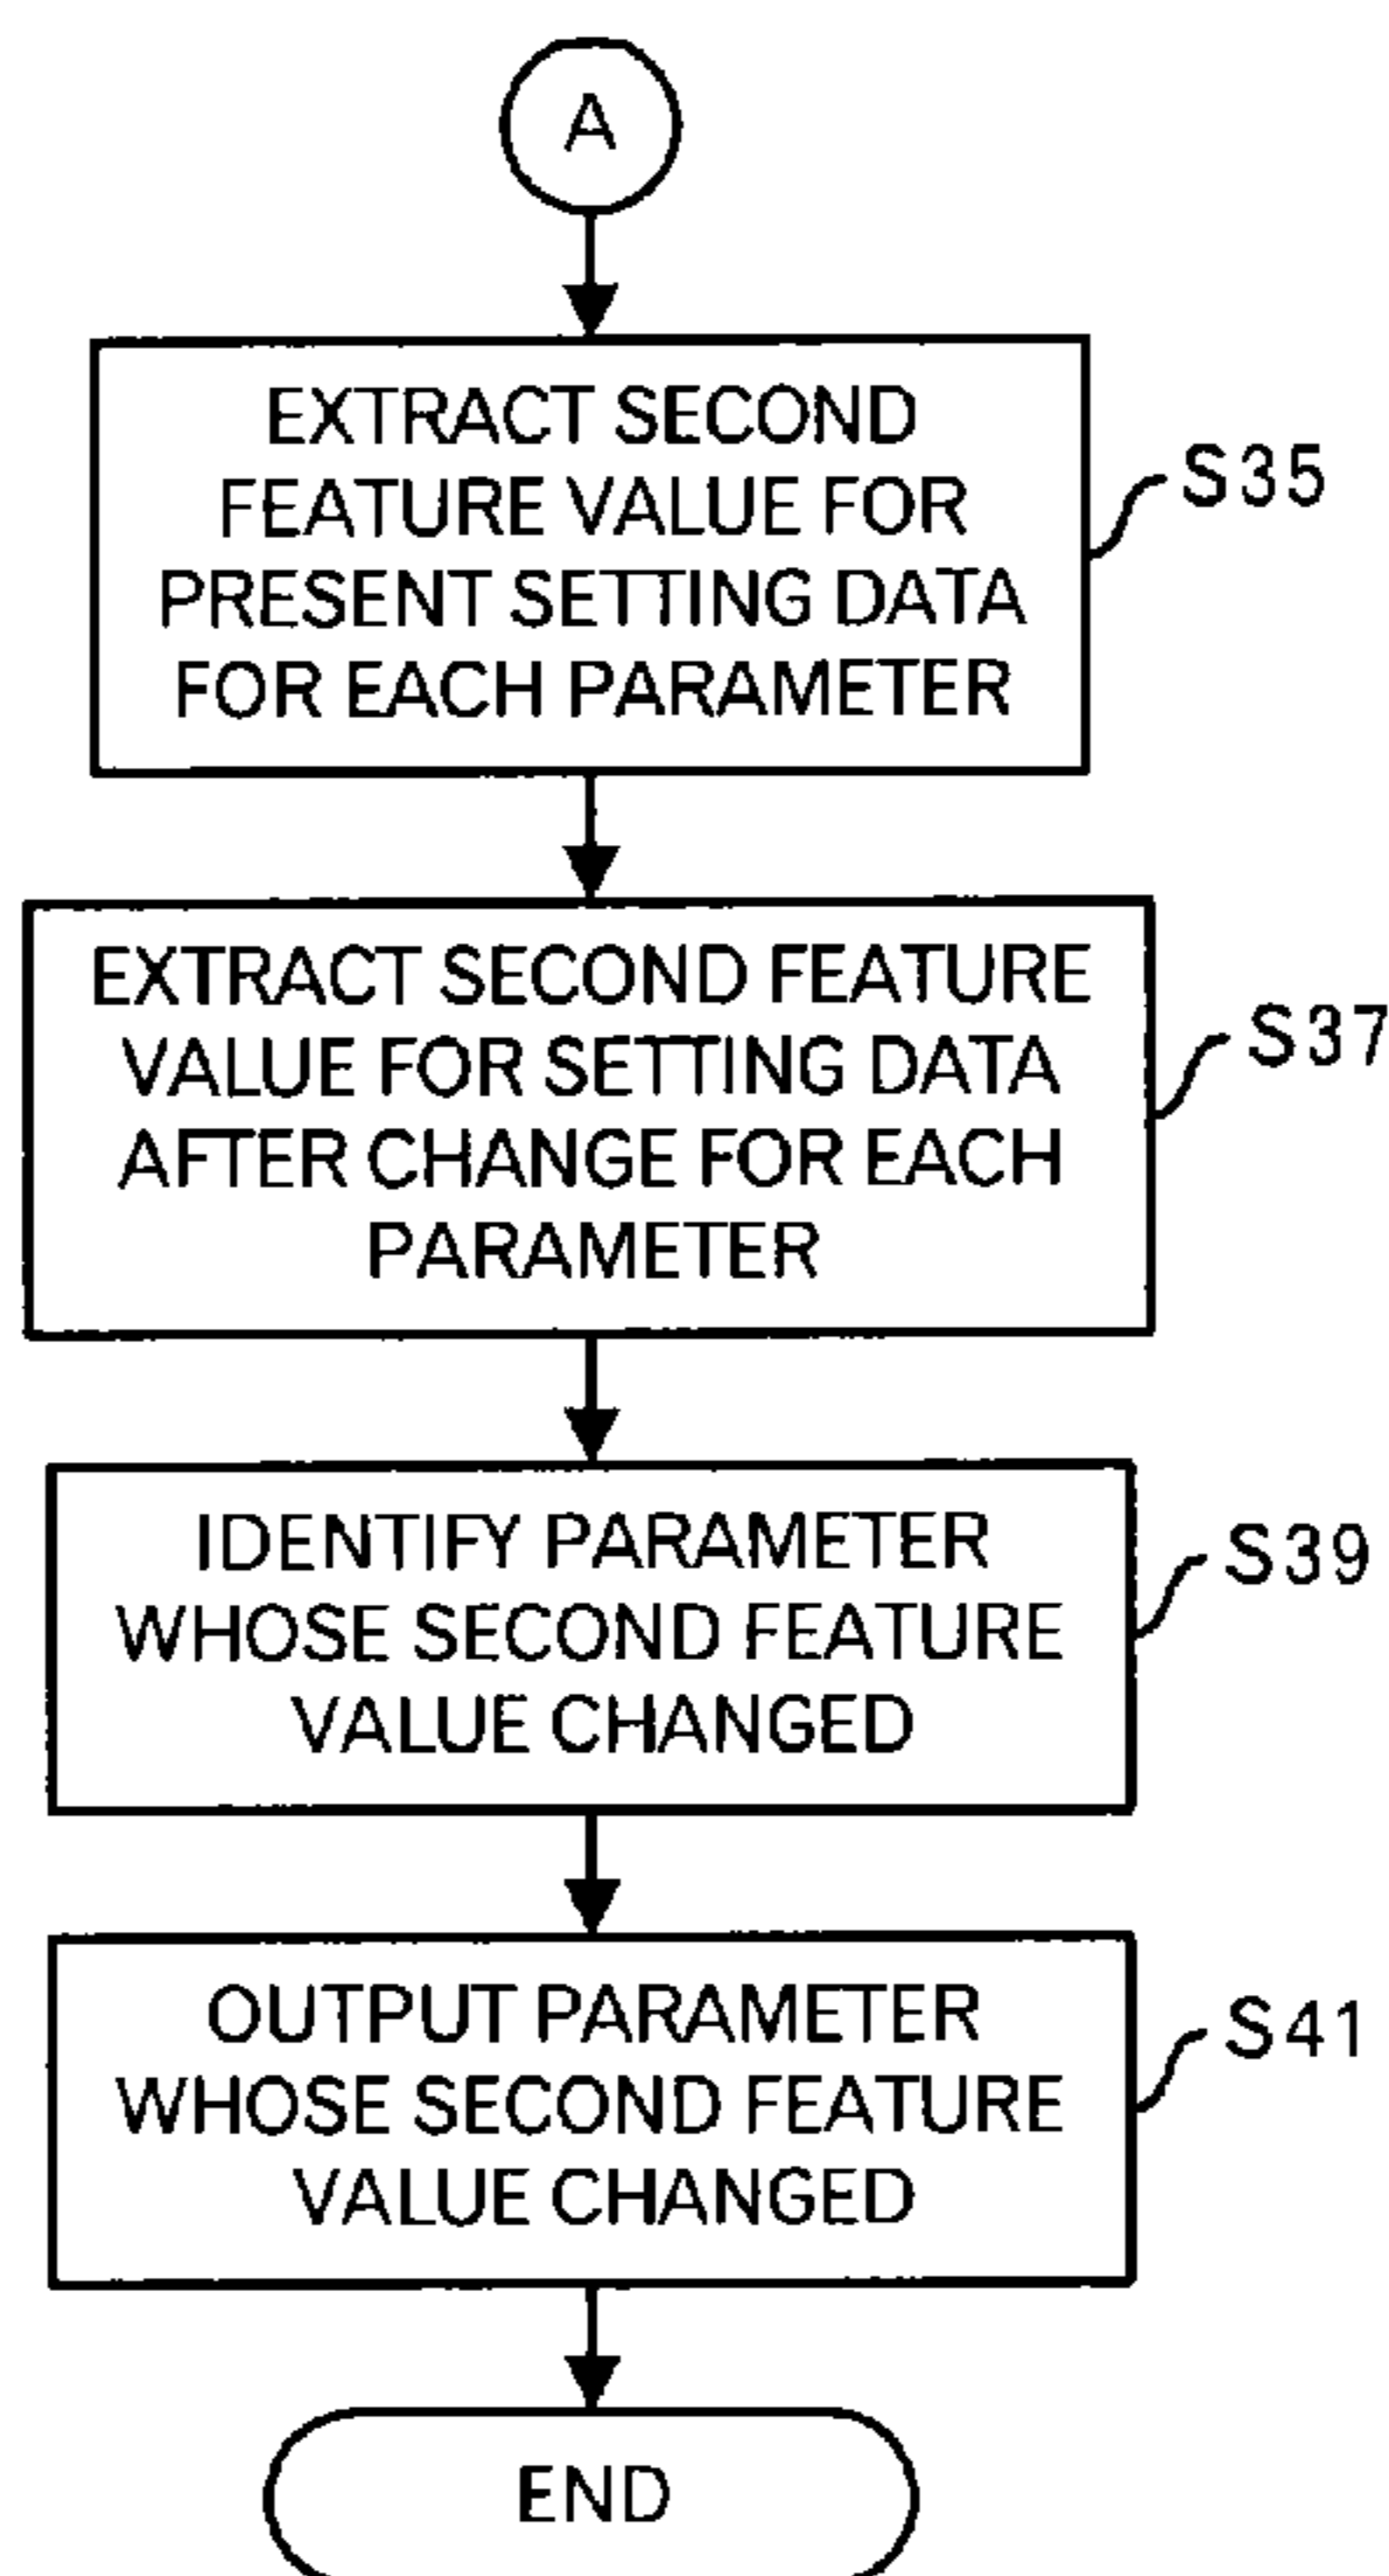 A
EXTRACT SECOND
FEATURE VALUE FOR
PRESENT SETTING DATA
FOR EACH PARAMETER
S35
EXTRACT SECOND FEATURE
VALUE FOR SETTING DATA
AFTER CHANGE FOR EACH
PARAMETER
S37
IDENTIFY PARAMETER
WHOSE SECOND FEATURE
VALUE CHANGED
S39
OUTPUT PARAMETER
WHOSE SECOND FEATURE
VALUE CHANGED
S41
END